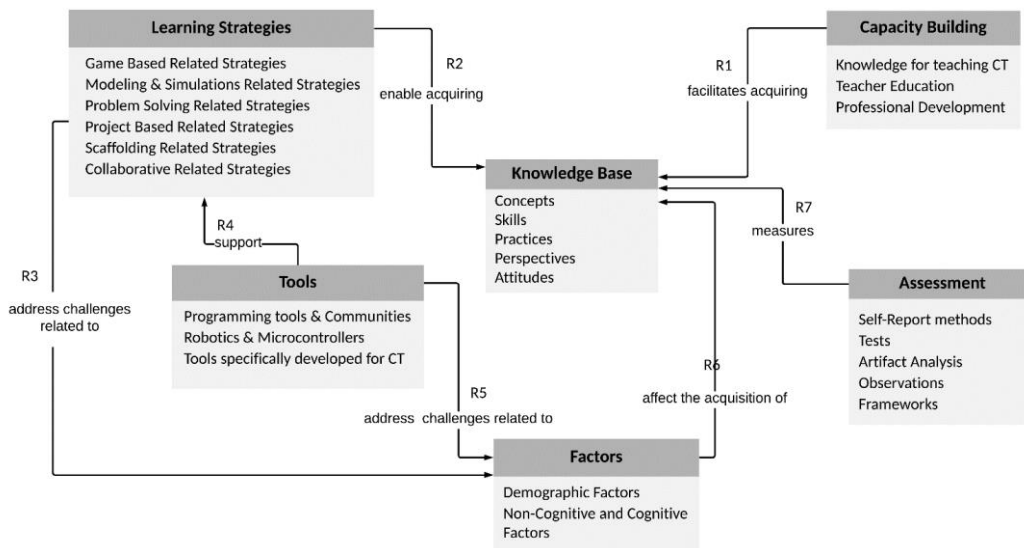 Learning Strategies
Game Based Related Strategies
Modeling & Simulations Related Strategies
Problem Solving Related Strategies
Project Based Related Strategies
Scaffolding Related Strategies
Collaborative Related Strategies
R2
enable acquiring
R1
facilitates acquiring
Capacity Building
Knowledge for teaching CT
Teacher Education
Professional Development
Knowledge Base
Concepts
Skills
Practices
Perspectives
Attitudes
R7
measures
R4
support
R3
address challenges
related to
Tools
Programming tools & Communities
Robotics & Microcontrollers
Tools specifically developed for CT
Assessment
Self-Report methods
Tests
Artifact Analysis
Observations
Frameworks
R5
address challenges related to
R6
affect the acquisition of
Factors
Demographic Factors
Non-Cognitive and Cognitive
Factors